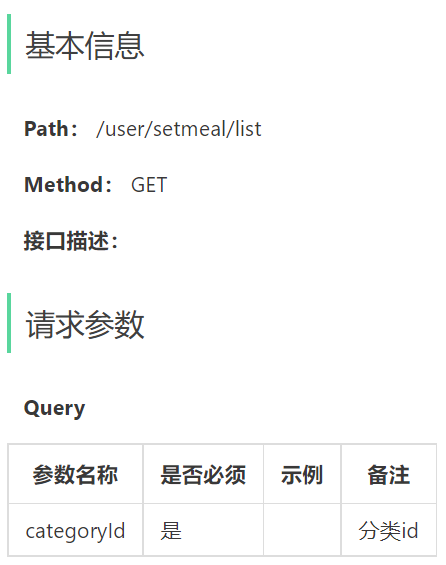 基本信息
Path： /user/setmeal/list
Method： GET
接口描述：
请求参数
Query
参数名称 是否必须 示例 备注
categoryId 是 分类id